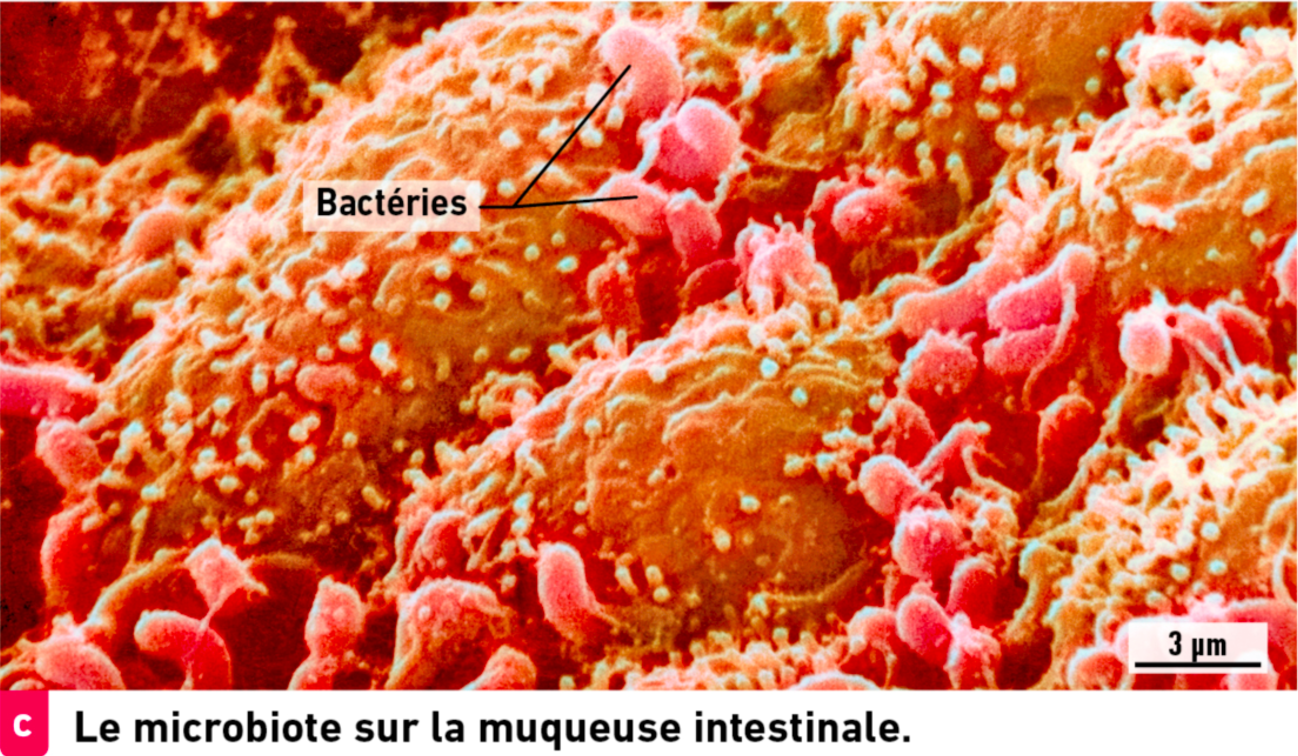 Bactéries
3 µm
c Le microbiote sur la muqueuse intestinale.